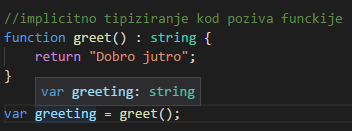 //implicitno tipiziranje kod poziva funckije
function greet() : string {
return "Dobro jutro";
}
var greeting: string
var greeting = greet();